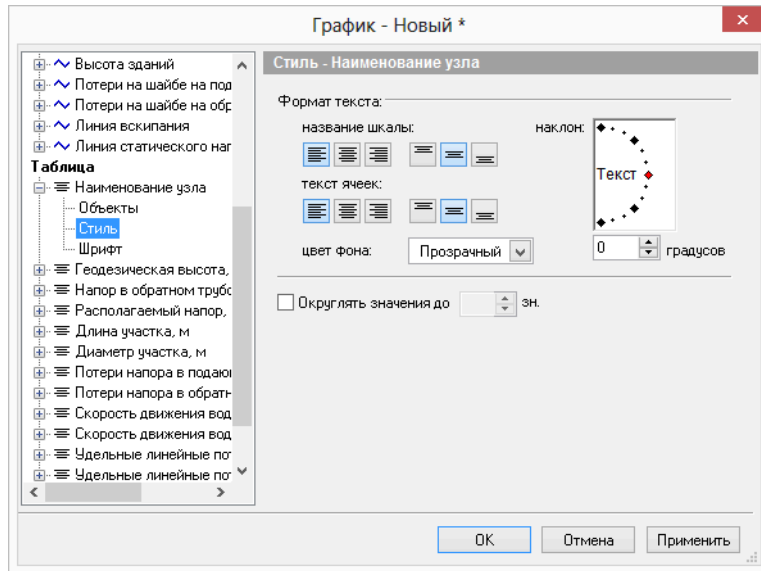 График - Новый *
Высота зданий
Потери на шайбе на под
Потери на шайбе на обр
Линия вскипания
Линия статического наг
Таблица
Наименование узла
Объекты
Стиль
Шрифт
Геодезическая высота,
Напор в обратном трубо
Располагаемый напор,
Длина участка, м
Диаметр участка, м
Потери напора в подаю
Потери напора в обратн
Скорость движения вод
Скорость движения вод
Удельные линейные по
Удельные линейные по
Стиль - Наименование узла
Формат текста:
название шкалы:
наклон:
Текст
текст ячеек:
цвет фона:
Прозрачный
0
градусов
Округлять значения до
зн.
OK
Отмена
Применить